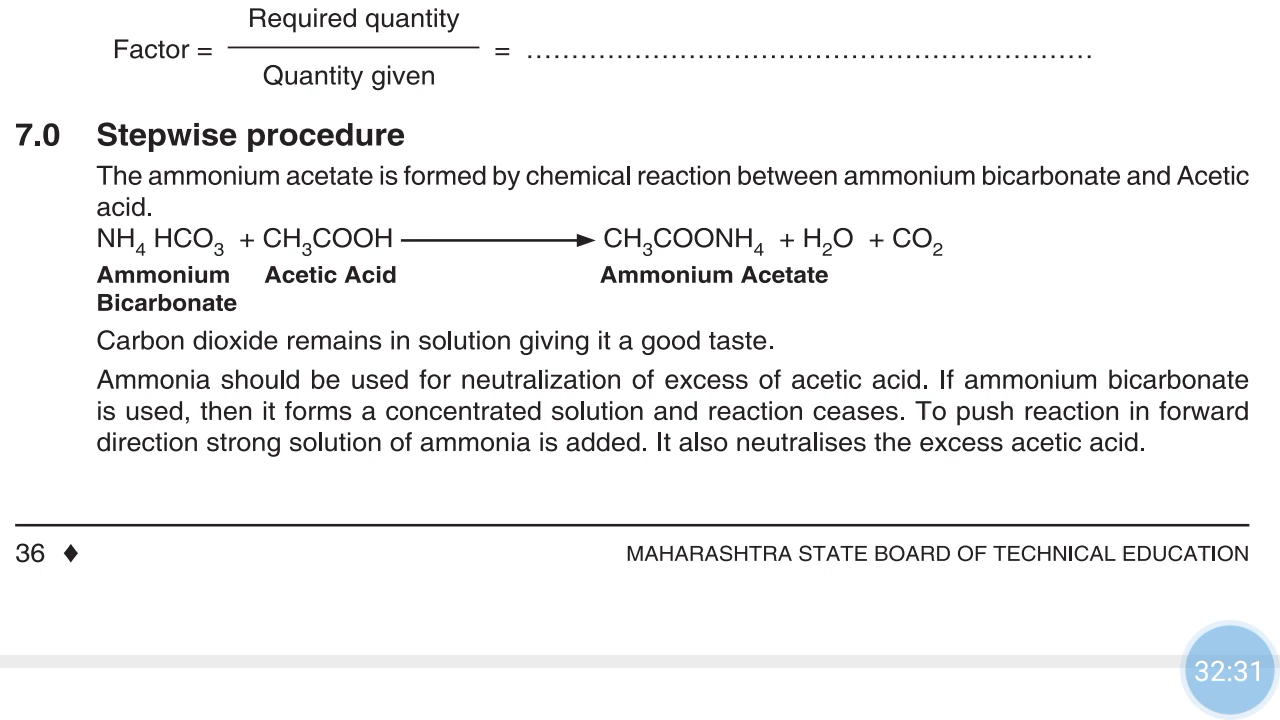 Required quantity
Factor = ———— = ...............................................................
Quantity given
7.0 Stepwise procedure
The ammonium acetate is formed by chemical reaction between ammonium bicarbonate and Acetic
acid.
NH₄ HCO₃ + CH₃COOH ⟶ CH₃COONH₄ + H₂O + CO₂
Ammonium Acetic Acid Ammonium Acetate
Bicarbonate
Carbon dioxide remains in solution giving it a good taste.
Ammonia should be used for neutralization of excess of acetic acid. If ammonium bicarbonate
is used, then it forms a concentrated solution and reaction ceases. To push reaction in forward
direction strong solution of ammonia is added. It also neutralises the excess acetic acid.
36 ♦ MAHARASHTRA STATE BOARD OF TECHNICAL EDUCATION
32:31